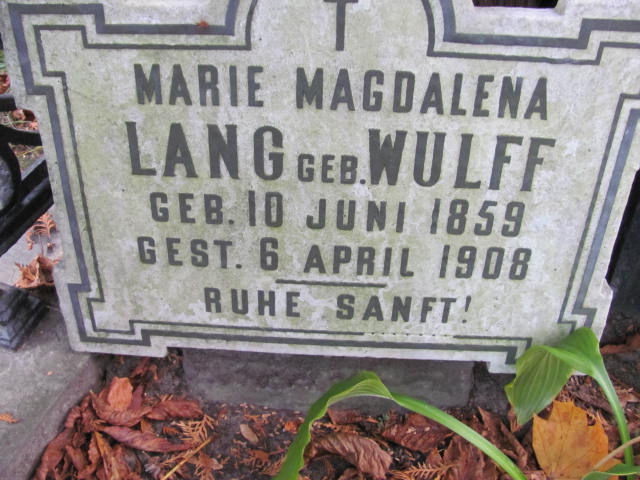 MARIE MAGDALENA
LANG GEB. WULFF
GEB. 10 JUNI 1859
GEST. 6 APRIL 1908
RUHE SANFT!